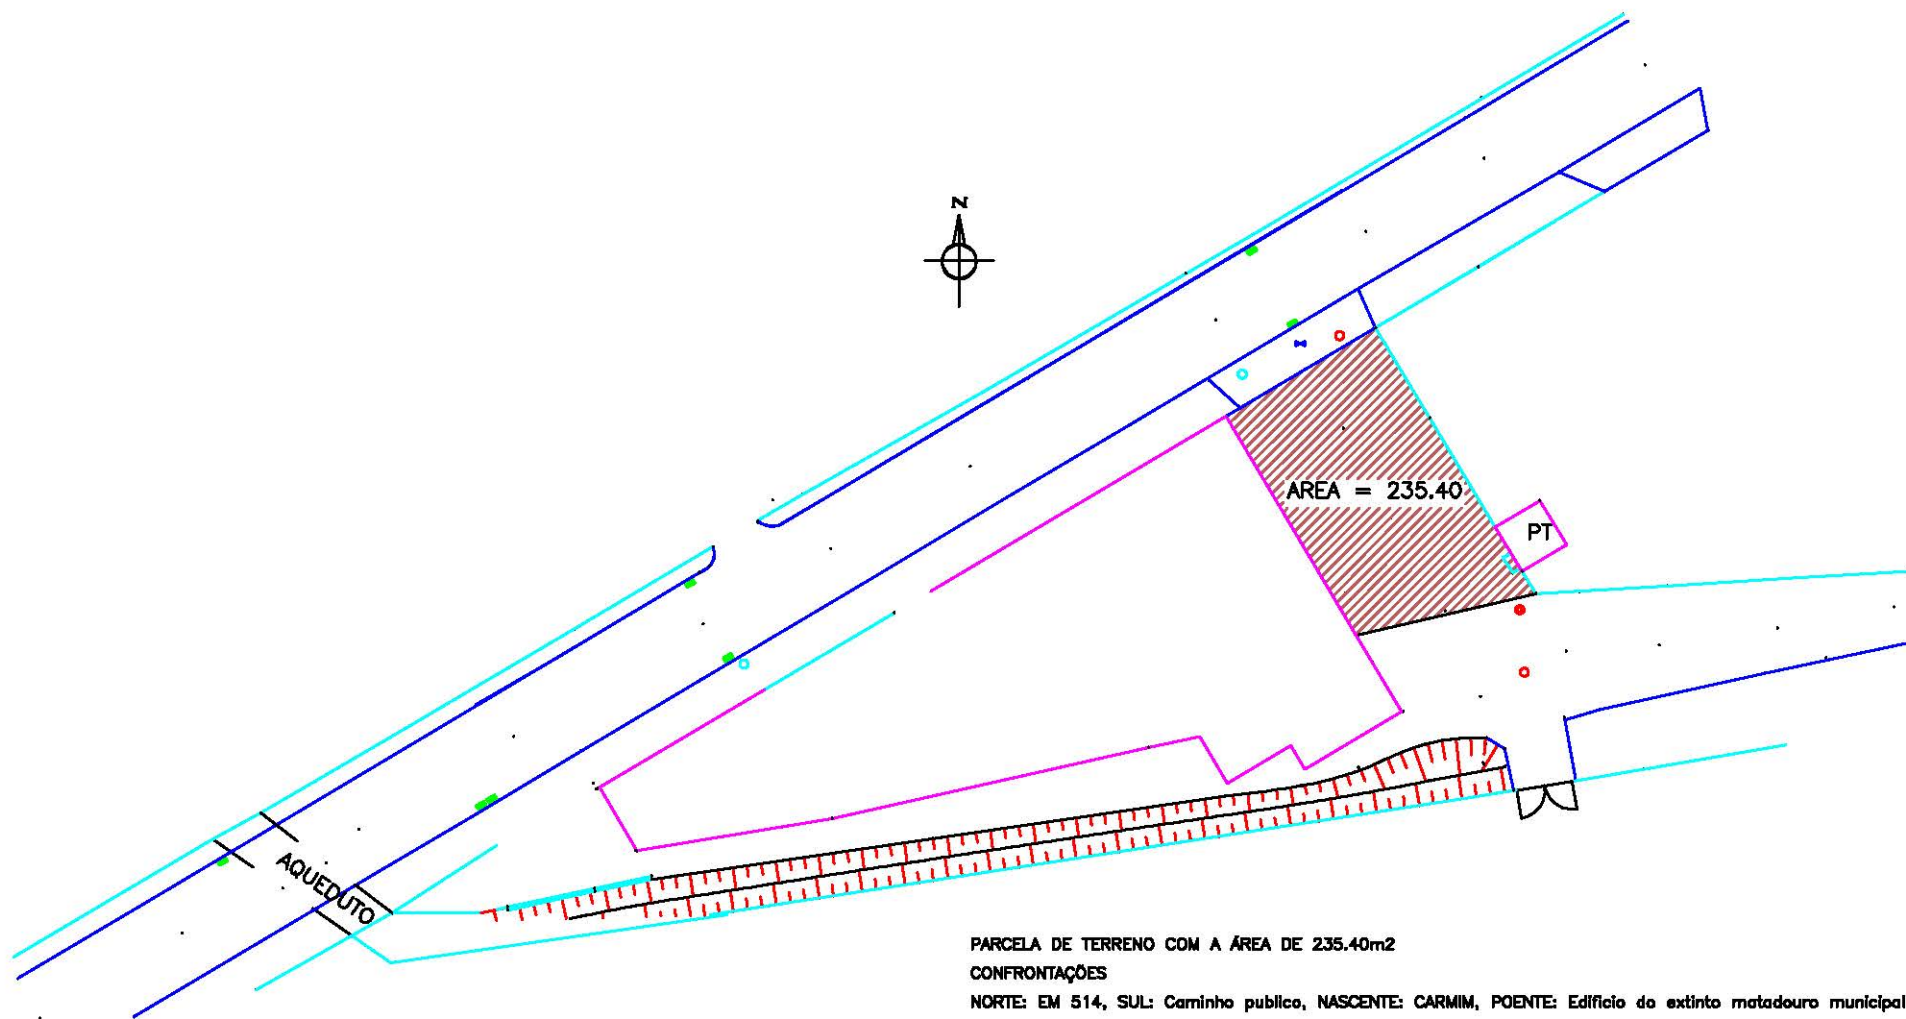 N
AREA = 235.40
PT
AQUEDUTO
PARCELA DE TERRENO COM A ÁREA DE 235.40m2
CONFRONTAÇÕES
NORTE: EM 514, SUL: Caminho publico, NASCENTE: CARMIM, POENTE: Edificio do extinto matadouro municipal